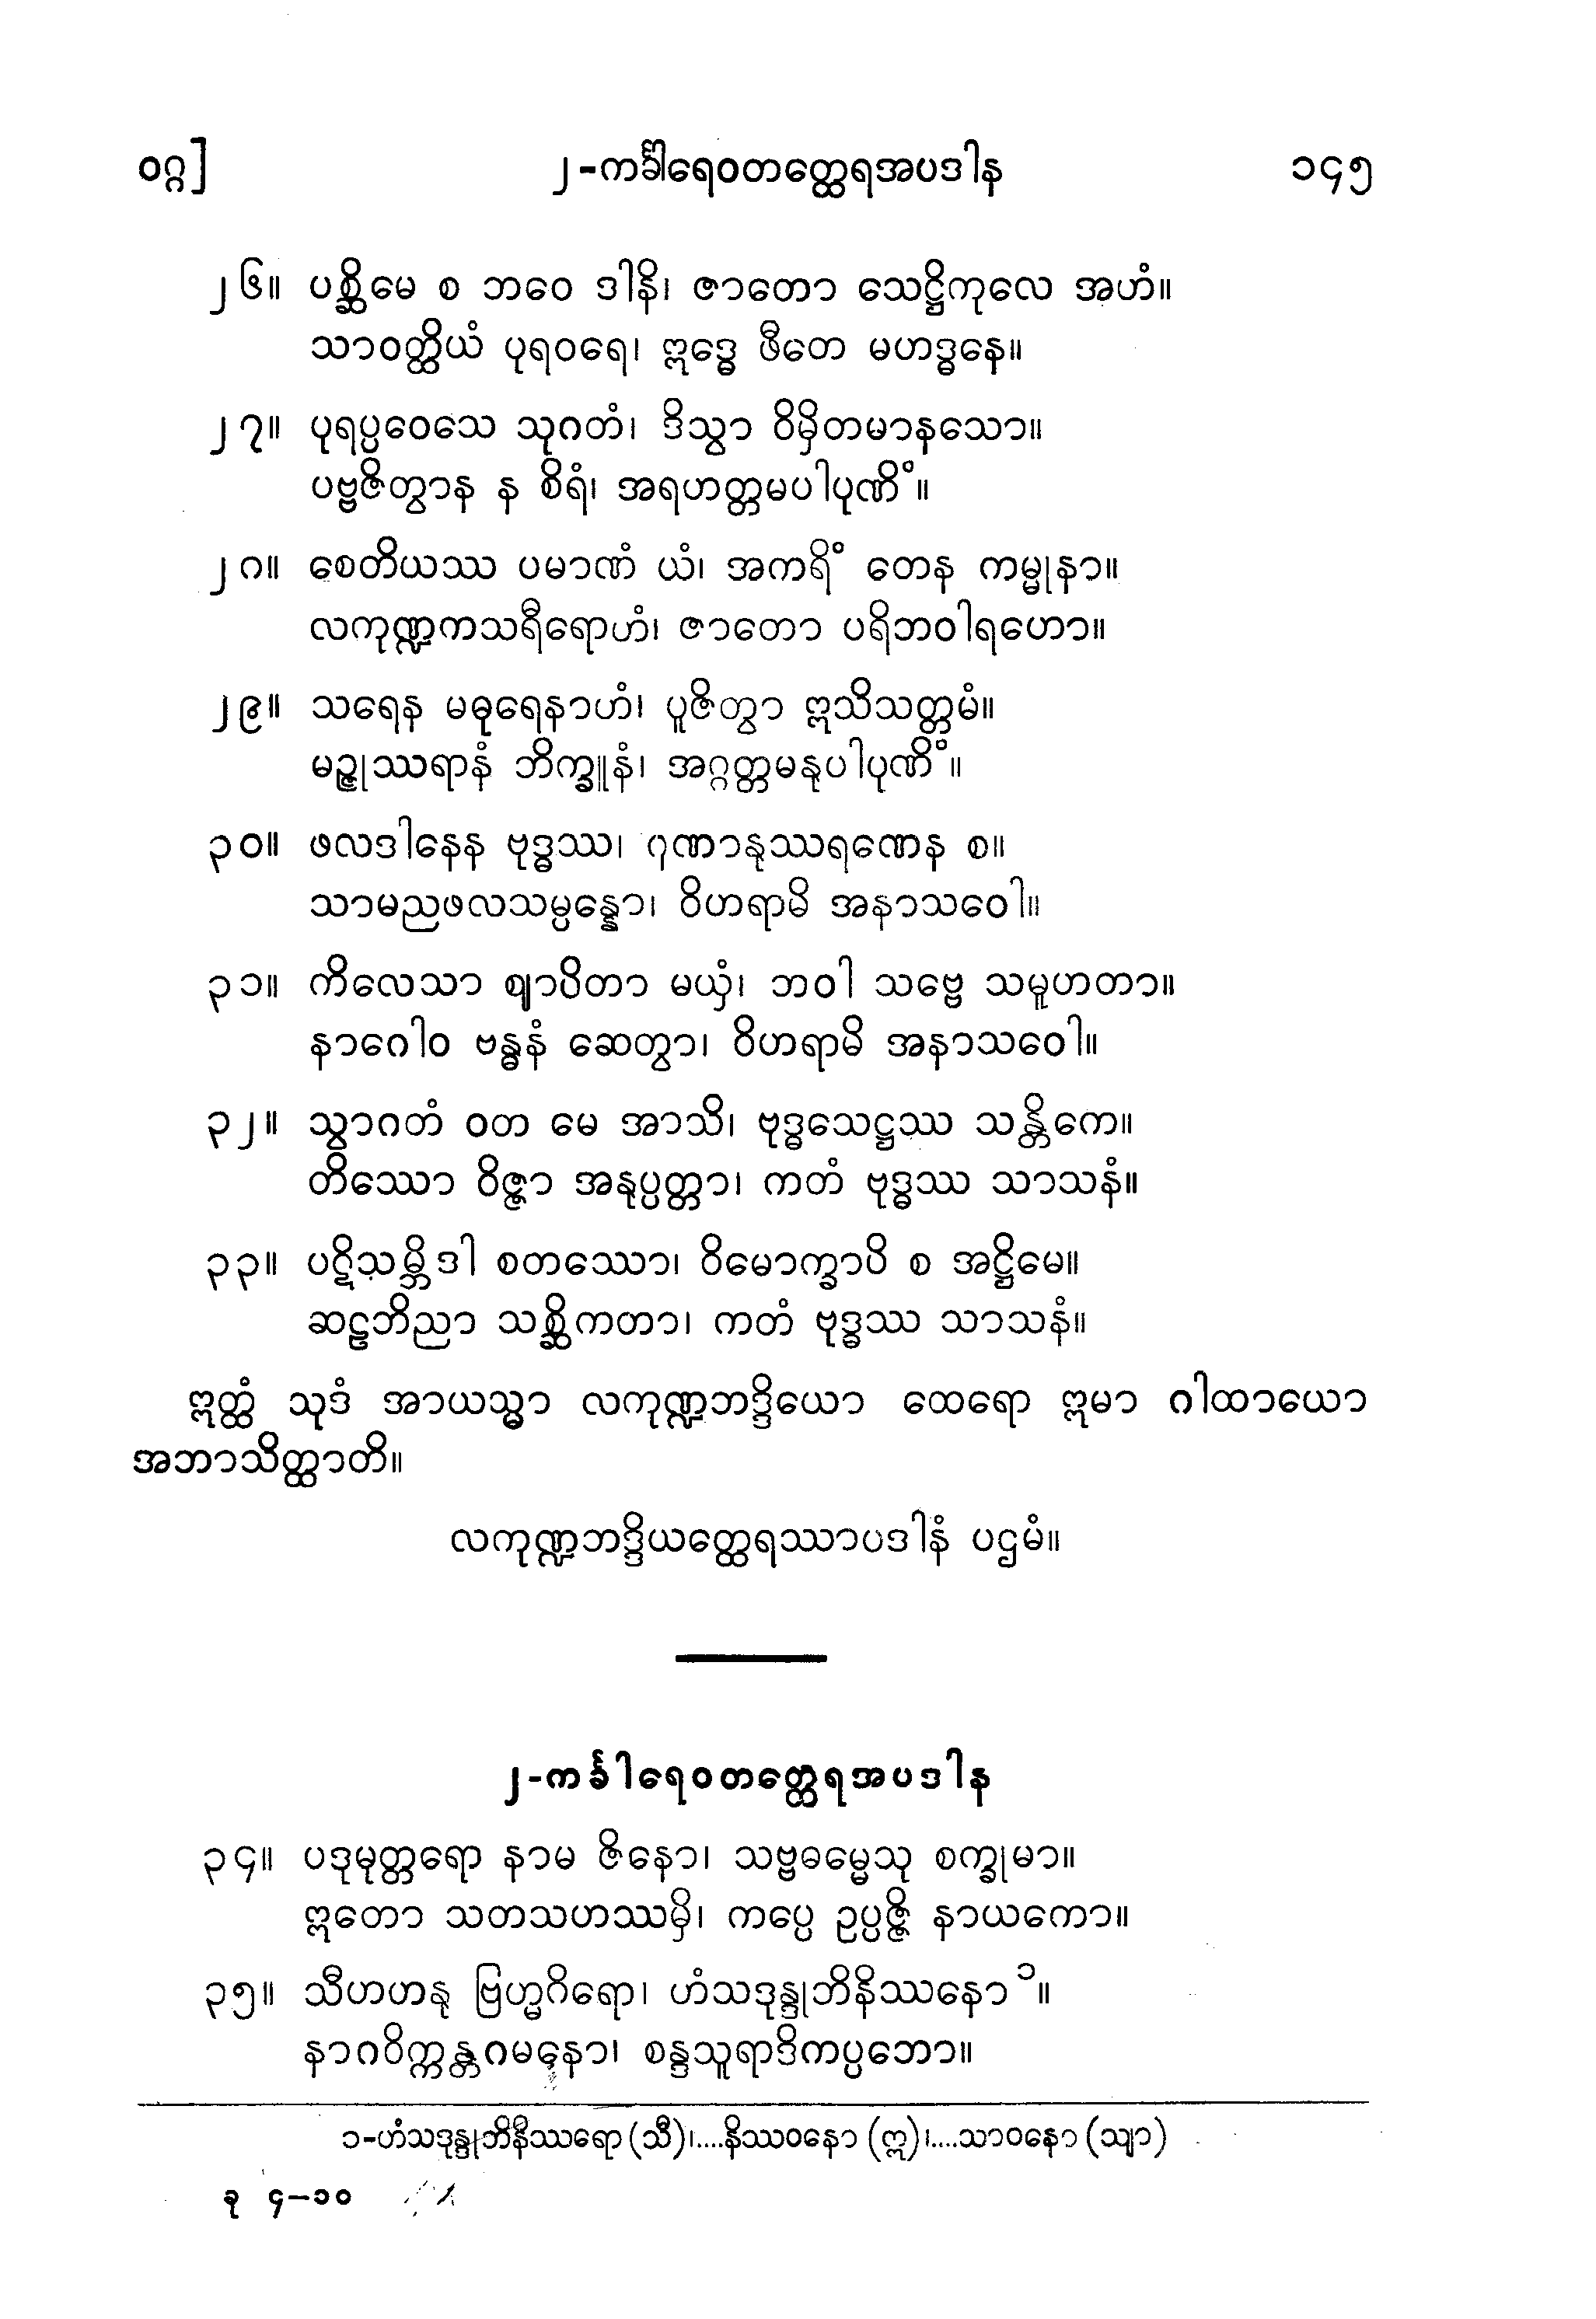 ဝဂ္ဂ] ၂-ကင်္ခါရေဝတတ္ထေရအပဒါန ၁၄၅
၂၆။ ပစ္ဆိမေ စ ဘဝေ ဒါနိ၊ ဇာတော သေဋ္ဌိကုလေ အဟံ။
သာဝတ္ထိယံ ပုရဝရေ၊ ဣဒ္ဓေ ဖီတေ မဟဒ္ဓနေ။
၂၇။ ပုရပ္ပဝေသေ သုဂတံ၊ ဒိသွာ ဝိမှိတမာနသော။
ပဗ္ဗဇိတွာန န စိရံ၊ အရဟတ္တမပါပုဏိံ။
၂၈။ စေတိယဿ ပမာဏံ ယံ၊ အကရိံ တေန ကမ္မုနာ။
လကုဏ္ဍကသရီရောဟံ၊ ဇာတော ပရိဘဝါရဟော။
၂၉။ သရေန မဓုရေနာဟံ၊ ပူဇိတွာ ဣသိသတ္တမံ။
မဉ္ဇုဿရာနံ ဘိက္ခူနံ၊ အဂ္ဂတ္တမနုပါပုဏိံ။
၃၀။ ဖလဒါနေန ဗုဒ္ဓဿ၊ ဂုဏာနုဿရဏေန စ။
သာမညဖလသမ္ပန္နော၊ ဝိဟရာမိ အနာသဝေါ။
၃၁။ ကိလေသာ ဈာပိတာ မယှံ၊ ဘဝါ သဗ္ဗေ သမူဟတာ။
နာဂေါဝ ဗန္ဓနံ ဆေတွာ၊ ဝိဟရာမိ အနာသဝေါ။
၃၂။ သွာဂတံ ဝတ မေ အာသိ၊ ဗုဒ္ဓသေဋ္ဌဿ သန္တိကေ။
တိဿော ဝိဇ္ဇာ အနုပ္ပတ္တာ၊ ကတံ ဗုဒ္ဓဿ သာသနံ။
၃၃။ ပဋိသမ္ဘိဒါ စတဿော၊ ဝိမောက္ခာပိ စ အဋ္ဌိမေ။
ဆဠဘိညာ သစ္ဆိကတာ၊ ကတံ ဗုဒ္ဓဿ သာသနံ။
ဣတ္ထံ သုဒံ အာယသ္မာ လကုဏ္ဍဘဒ္ဒိယော ထေရော ဣမာ ဂါထာယော
အဘာသိတ္ထာတိ။
လကုဏ္ဍဘဒ္ဒိယတ္ထေရဿာပဒါနံ ပဌမံ။
၂-ကင်္ခါရေဝတတ္ထေရအပဒါန
၃၄။ ပဒုမုတ္တရော နာမ ဇိနော၊ သဗ္ဗဓမ္မေသု စက္ခုမာ။
ဣတော သတသဟဿမှိ၊ ကပ္ပေ ဥပ္ပဇ္ဇိ နာယကော။
၃၅။ သီဟဟနု ဗြဟ္မဂိရော၊ ဟံသဒုန္ဒုဘိနိဿနော ၁။
နာဂဝိက္ကန္တဂမနော၊ စန္ဒသူရာဒိကပ္ပဘော။
၁-ဟံသဒုန္ဒုဘိနိဿရော (သီ)၊....နိဿဝနော (ဣ)၊....သာဝနော (သျာ)
ခု ၄-၁၀